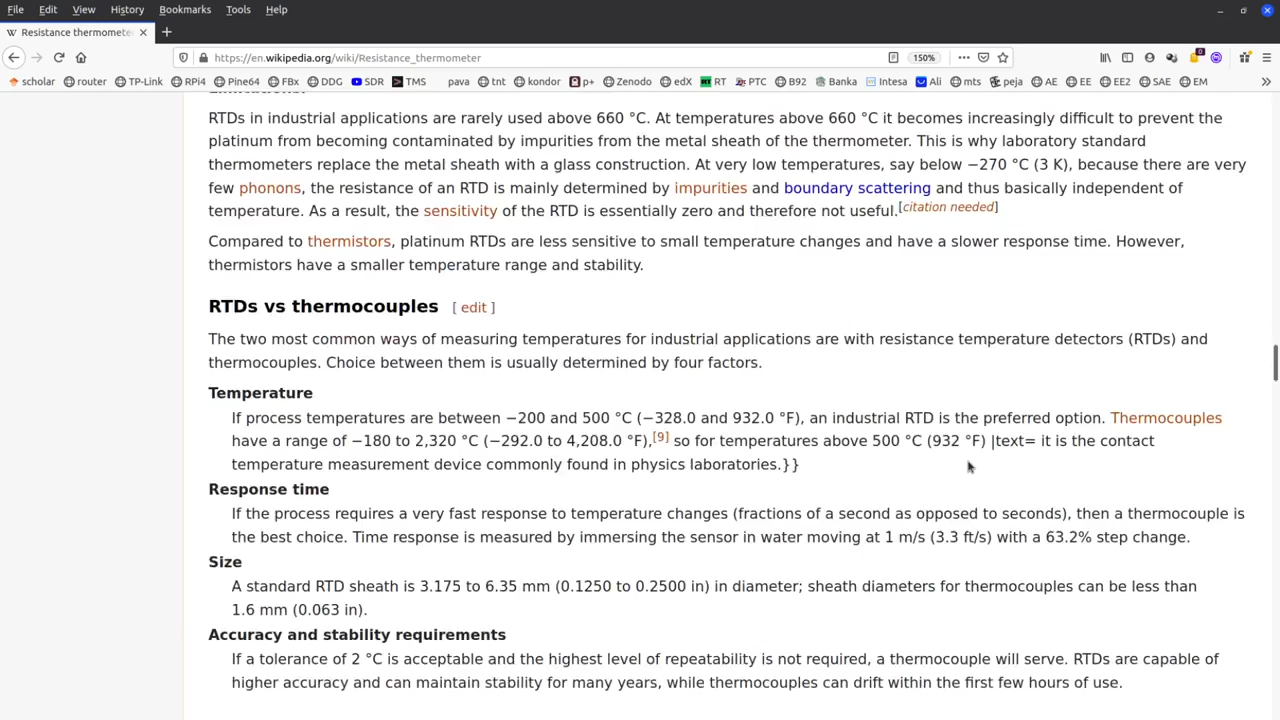 File Edit View History Bookmarks Tools Help
W Resistance thermomete
https://en.wikipedia.org/wiki/Resistance_thermometer 150%
scholar router TP-Link RPi4 Pine64 FBx DDG SDR TMS pava tnt kondor p+ Zenodo edX RT PTC B92 Banka Intesa Ali mts peja AE EE EE2 SAE EM
RTDs in industrial applications are rarely used above 660 °C. At temperatures above 660 °C it becomes increasingly difficult to prevent the
platinum from becoming contaminated by impurities from the metal sheath of the thermometer. This is why laboratory standard
thermometers replace the metal sheath with a glass construction. At very low temperatures, say below −270 °C (3 K), because there are very
few phonons, the resistance of an RTD is mainly determined by impurities and boundary scattering and thus basically independent of
temperature. As a result, the sensitivity of the RTD is essentially zero and therefore not useful.[citation needed]
Compared to thermistors, platinum RTDs are less sensitive to small temperature changes and have a slower response time. However,
thermistors have a smaller temperature range and stability.
RTDs vs thermocouples [ edit ]
The two most common ways of measuring temperatures for industrial applications are with resistance temperature detectors (RTDs) and
thermocouples. Choice between them is usually determined by four factors.
Temperature
If process temperatures are between −200 and 500 °C (−328.0 and 932.0 °F), an industrial RTD is the preferred option. Thermocouples
have a range of −180 to 2,320 °C (−292.0 to 4,208.0 °F),[9] so for temperatures above 500 °C (932 °F) |text= it is the contact
temperature measurement device commonly found in physics laboratories.}}
Response time
If the process requires a very fast response to temperature changes (fractions of a second as opposed to seconds), then a thermocouple is
the best choice. Time response is measured by immersing the sensor in water moving at 1 m/s (3.3 ft/s) with a 63.2% step change.
Size
A standard RTD sheath is 3.175 to 6.35 mm (0.1250 to 0.2500 in) in diameter; sheath diameters for thermocouples can be less than
1.6 mm (0.063 in).
Accuracy and stability requirements
If a tolerance of 2 °C is acceptable and the highest level of repeatability is not required, a thermocouple will serve. RTDs are capable of
higher accuracy and can maintain stability for many years, while thermocouples can drift within the first few hours of use.